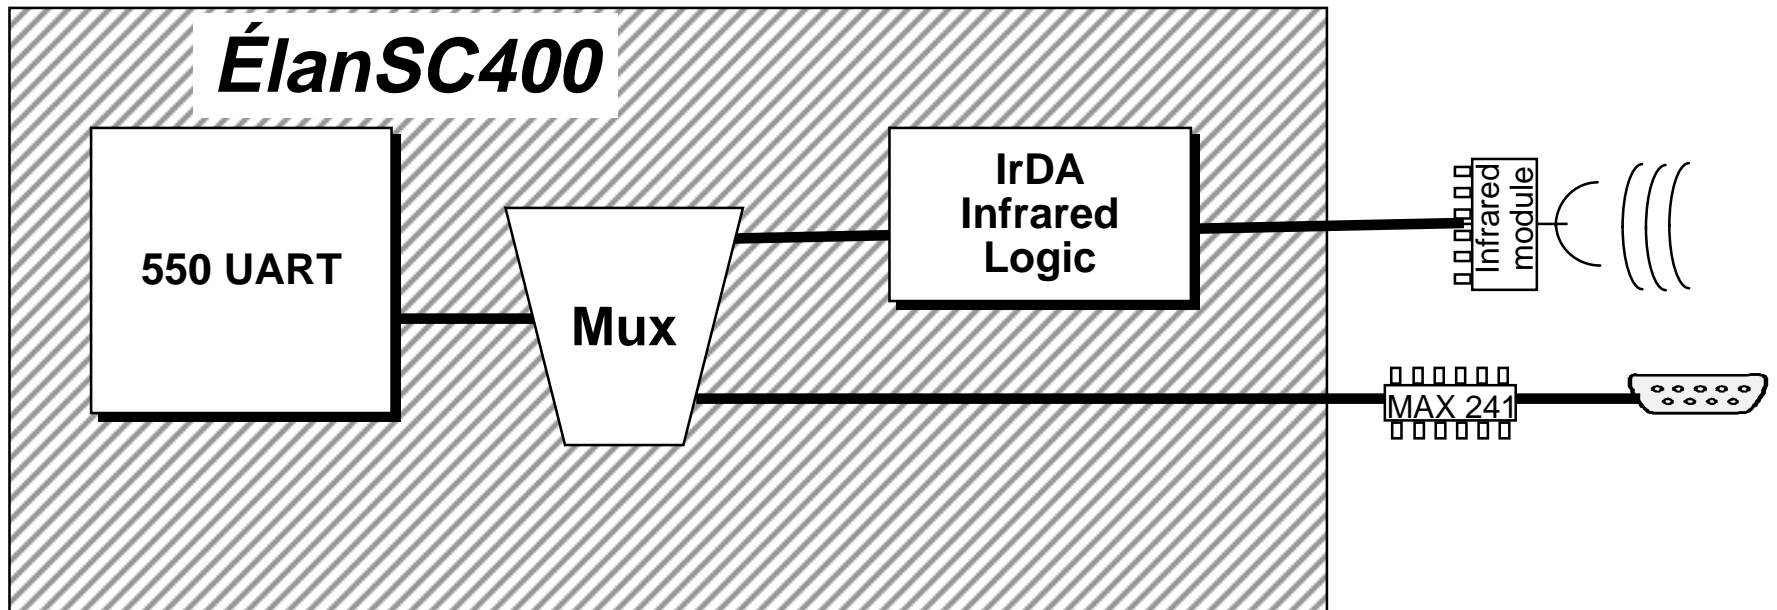 ÉlanSC400
550 UART
Mux
IrDA
Infrared
Logic
Infrared
module
MAX 241